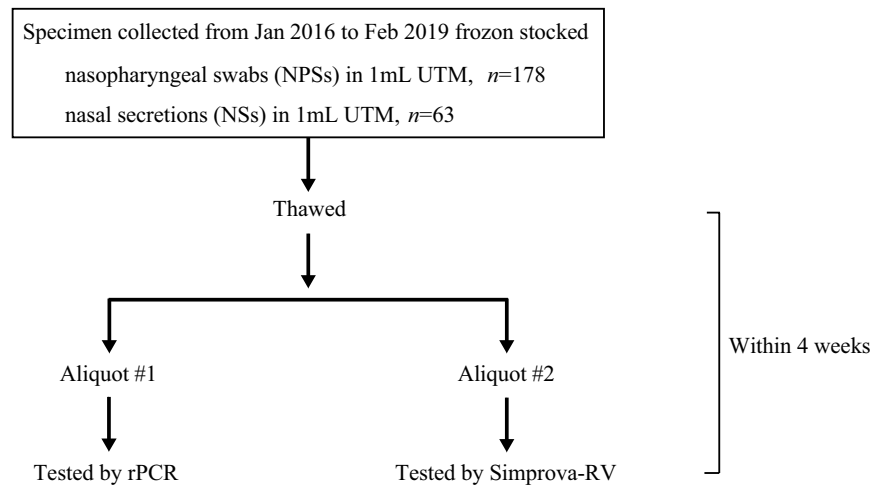 Specimen collected from Jan 2016 to Feb 2019 frozon stocked
nasopharyngeal swabs (NPSs) in 1mL UTM, n=178
nasal secretions (NSs) in 1mL UTM, n=63
Thawed
Within 4 weeks
Aliquot #1
Aliquot #2
Tested by rPCR
Tested by Simprova-RV